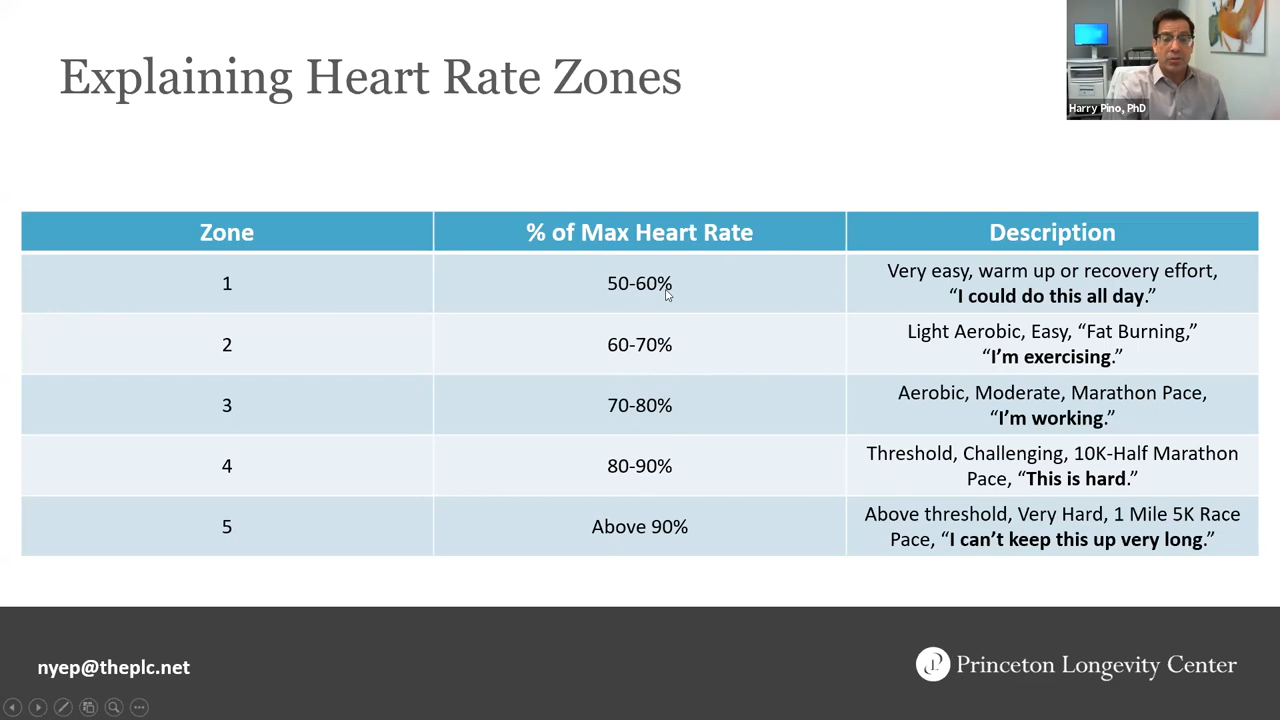 Explaining Heart Rate Zones
Harry Pino, PhD
Zone
% of Max Heart Rate
Description
1
50-60%
Very easy, warm up or recovery effort,
“I could do this all day.”
2
60-70%
Light Aerobic, Easy, “Fat Burning,”
“I’m exercising.”
3
70-80%
Aerobic, Moderate, Marathon Pace,
“I’m working.”
4
80-90%
Threshold, Challenging, 10K-Half Marathon
Pace, “This is hard.”
5
Above 90%
Above threshold, Very Hard, 1 Mile 5K Race
Pace, “I can’t keep this up very long.”
nyep@theplc.net
Princeton Longevity Center